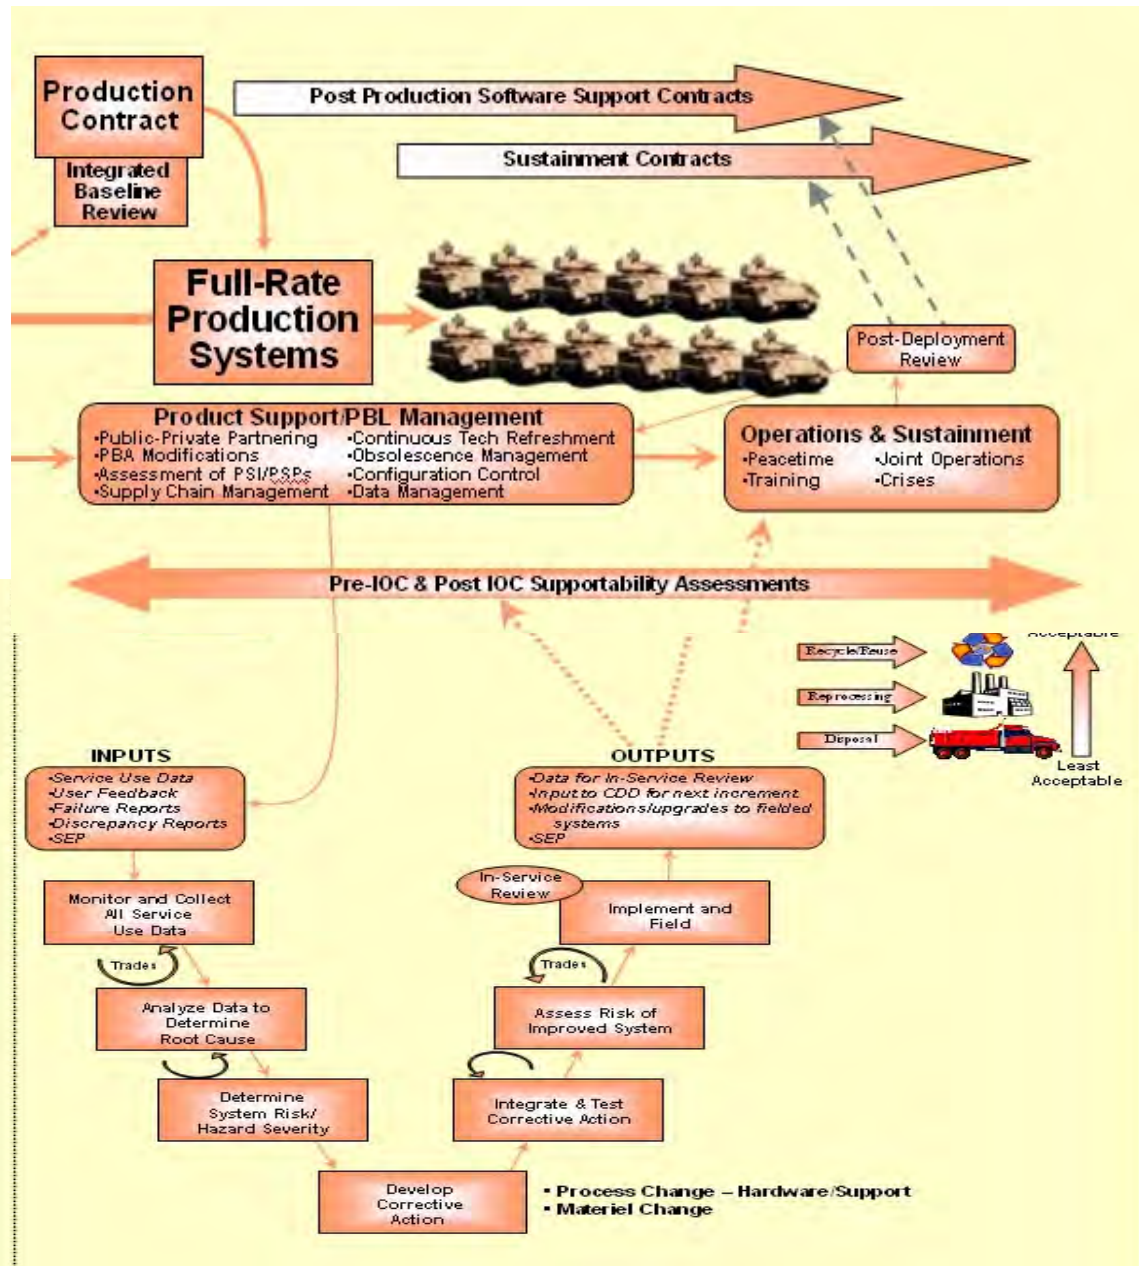 Production
Contract
Integrated
Baseline
Review
Post Production Software Support Contracts
Sustainment Contracts
Full-Rate
Production
Systems
Post-Deployment
Review
Product Support/PBL Management
•Public-Private Partnering
•PBA Modifications
•Assessment of PSI/PSPs
•Supply Chain Management
•Continuous Tech Refreshment
•Obsolescence Management
•Configuration Control
•Data Management
Operations & Sustainment
•Peacetime
•Training
•Joint Operations
•Crises
Pre-IOC & Post IOC Supportability Assessments
Acceptable
Recycle/Reuse
Reprocessing
Disposal
Least
Acceptable
INPUTS
•Service Use Data
•User Feedback
•Failure Reports
•Discrepancy Reports
•SEP
OUTPUTS
•Data for In-Service Review
•Input to CDD for next increment
•Modifications/upgrades to fielded
systems
•SEP
Monitor and Collect
All Service
Use Data
Trades
Analyze Data to
Determine
Root Cause
Determine
System Risk/
Hazard Severity
Develop
Corrective
Action
• Process Change – Hardware/Support
• Materiel Change
Integrate & Test
Corrective Action
Assess Risk of
Improved System
Trades
In-Service
Review
Implement and
Field